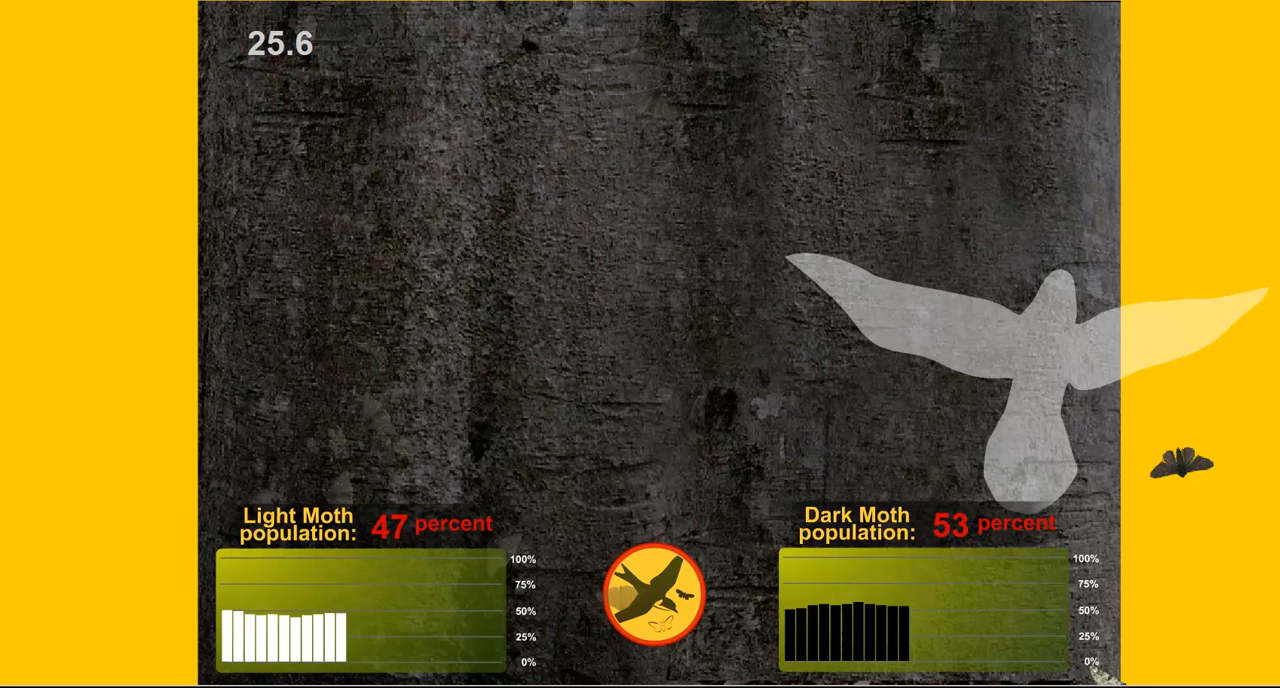 25.6
Light Moth
population: 47 percent
100%
75%
50%
25%
0%
Dark Moth
population: 53 percent
100%
75%
50%
25%
0%